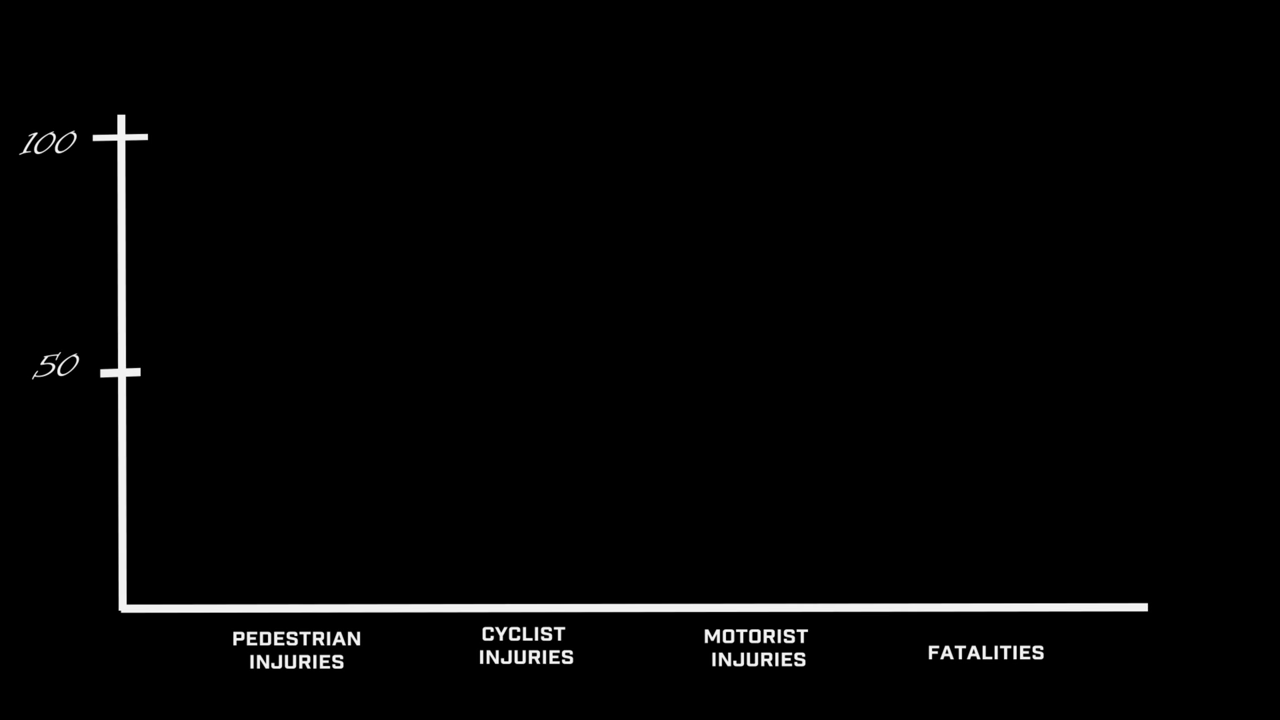 100
50
PEDESTRIAN
INJURIES
CYCLIST
INJURIES
MOTORIST
INJURIES
FATALITIES